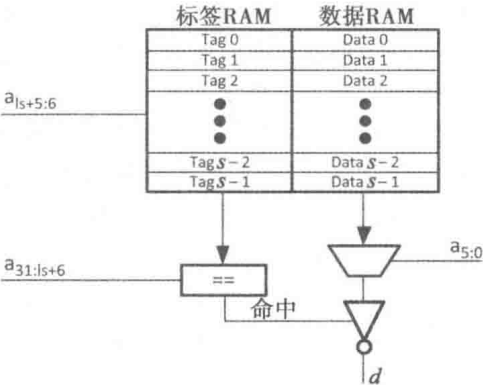 标签RAM 数据RAM
Tag 0 Data 0
Tag 1 Data 1
Tag 2 Data 2
a_{ls+5:6}
Tag s-2 Data s-2
Tag s-1 Data s-1
a_{5:0}
a_{31:ls+6}
==
命中
d